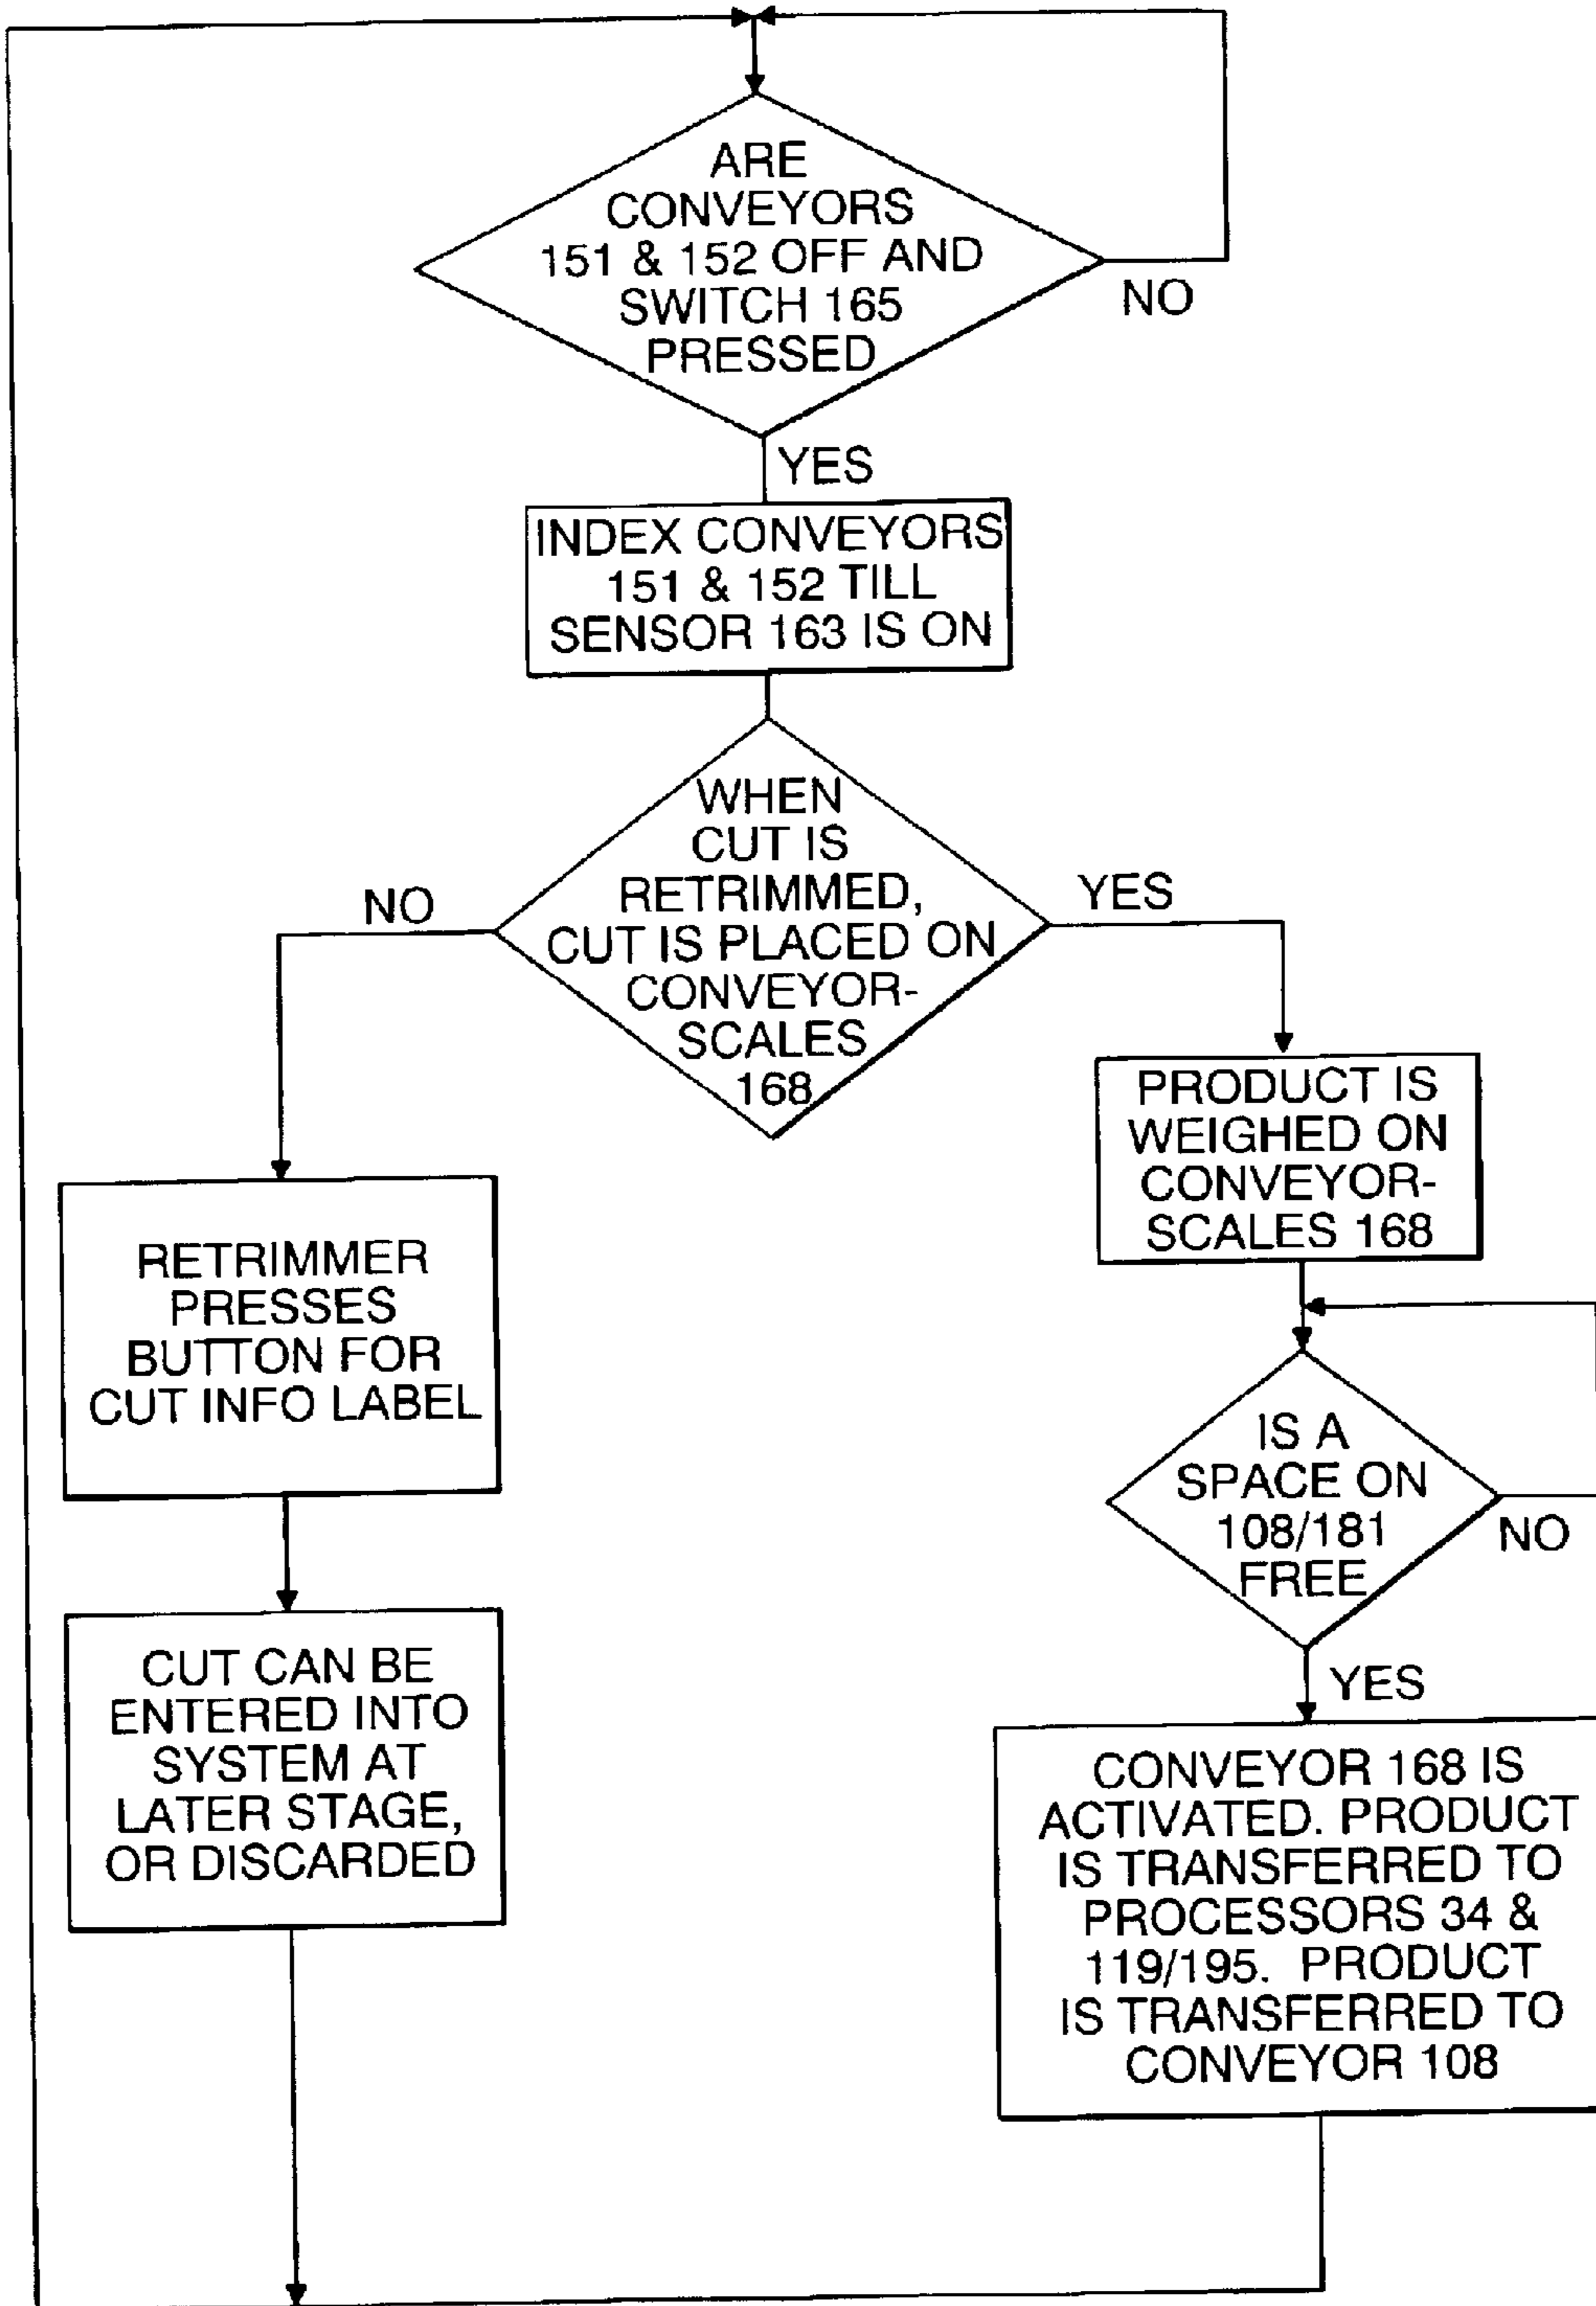 ARE
CONVEYORS
151 & 152 OFF AND
SWITCH 165
PRESSED
NO
YES
INDEX CONVEYORS
151 & 152 TILL
SENSOR 163 IS ON
WHEN
CUT IS
RETRIMMED,
CUT IS PLACED ON
CONVEYOR-
SCALES
168
NO
YES
RETRIMMER
PRESSES
BUTTON FOR
CUT INFO LABEL
CUT CAN BE
ENTERED INTO
SYSTEM AT
LATER STAGE,
OR DISCARDED
PRODUCT IS
WEIGHED ON
CONVEYOR-
SCALES 168
IS A
SPACE ON
108/181
FREE
NO
YES
CONVEYOR 168 IS
ACTIVATED. PRODUCT
IS TRANSFERRED TO
PROCESSORS 34 &
119/195. PRODUCT
IS TRANSFERRED TO
CONVEYOR 108